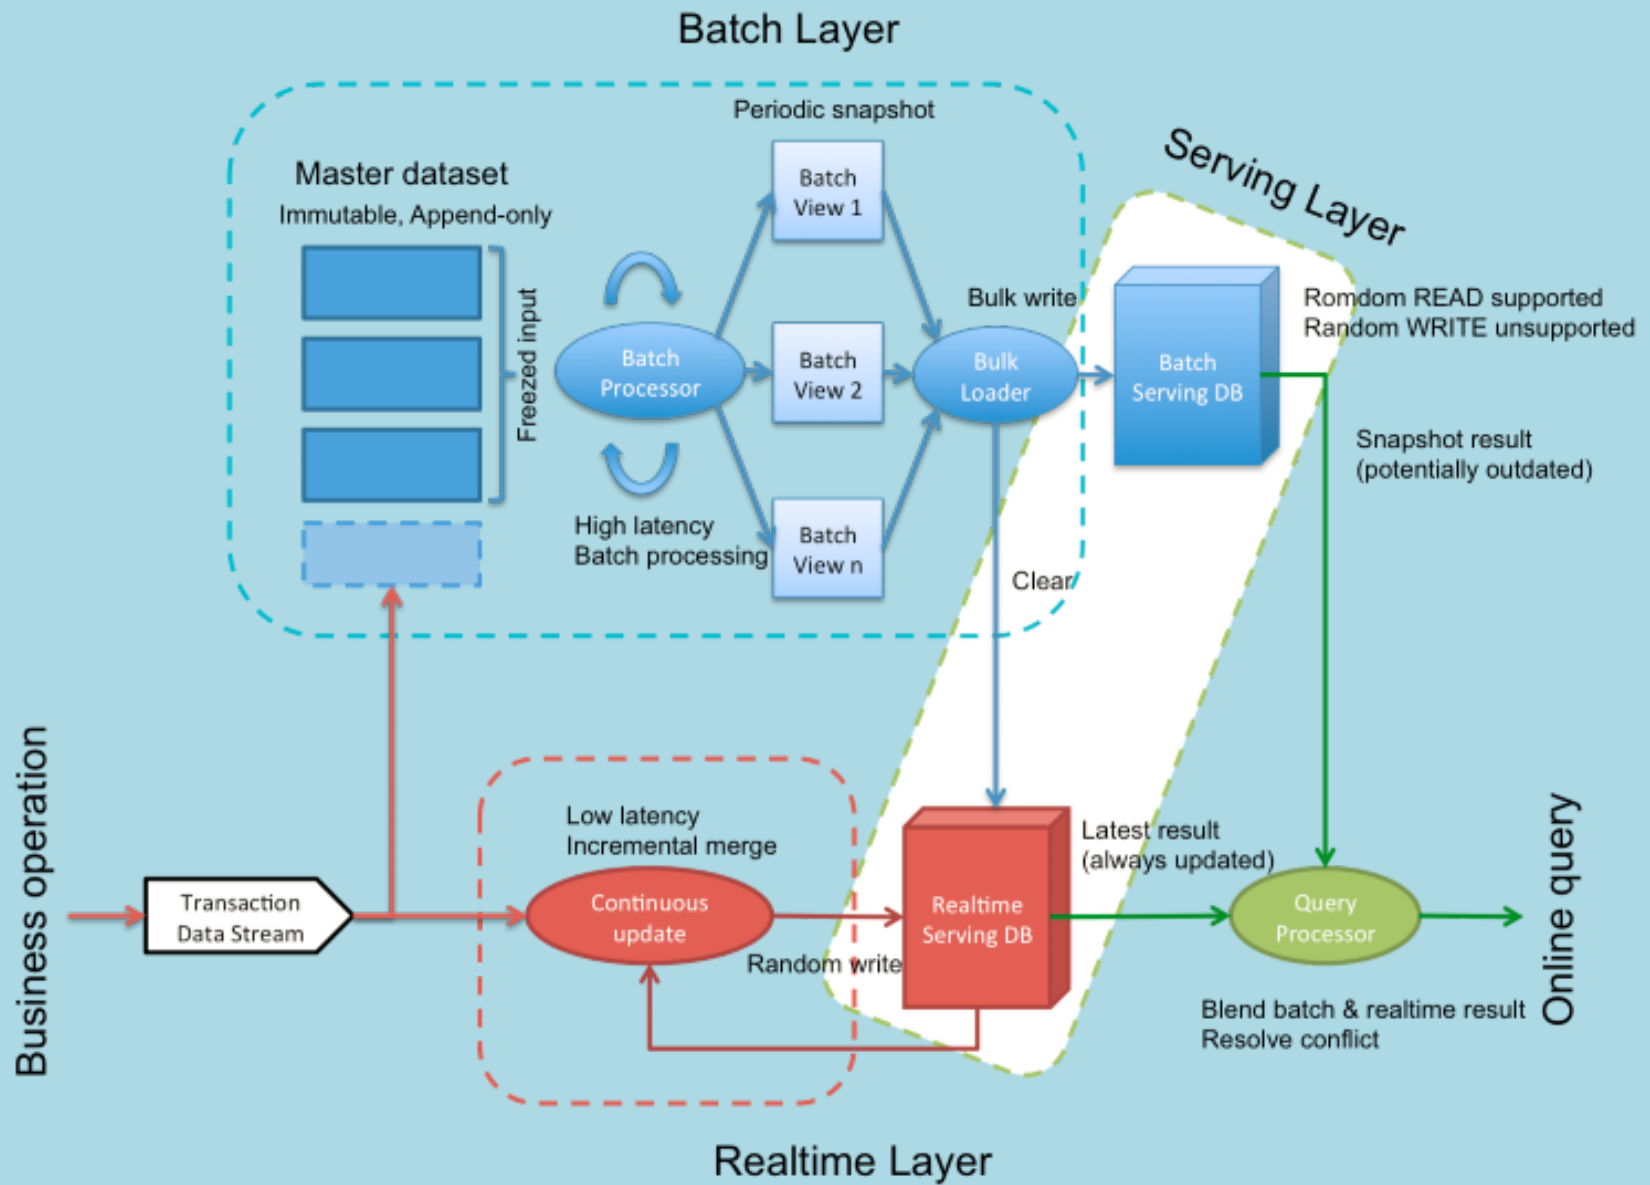 Batch Layer
Periodic snapshot
Master dataset
Immutable, Append-only
Freezed input
Batch
View 1
Batch
Processor
Batch
View 2
High latency
Batch processing
Batch
View n
Bulk write
Bulk
Loader
Clear
Serving Layer
Batch
Serving DB
Romdom READ supported
Random WRITE unsupported
Snapshot result
(potentially outdated)
Business operation
Transaction
Data Stream
Low latency
Incremental merge
Continuous
update
Random write
Realtime
Serving DB
Latest result
(always updated)
Query
Processor
Blend batch & realtime result
Resolve conflict
Online query
Realtime Layer